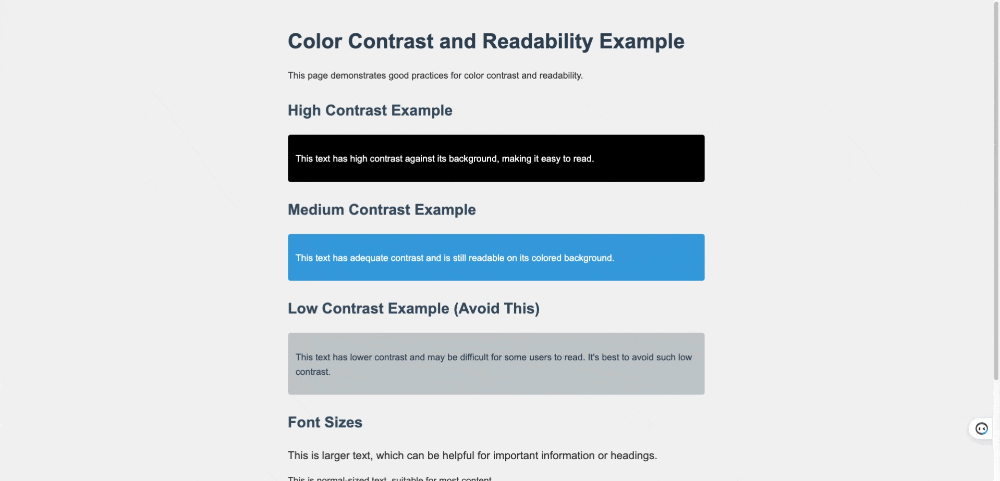 Color Contrast and Readability Example
This page demonstrates good practices for color contrast and readability.
High Contrast Example
This text has high contrast against its background, making it easy to read.
Medium Contrast Example
This text has adequate contrast and is still readable on its colored background.
Low Contrast Example (Avoid This)
This text has lower contrast and may be difficult for some users to read. It's best to avoid such low
contrast.
Font Sizes
This is larger text, which can be helpful for important information or headings.
This is normal-sized text, suitable for most content.